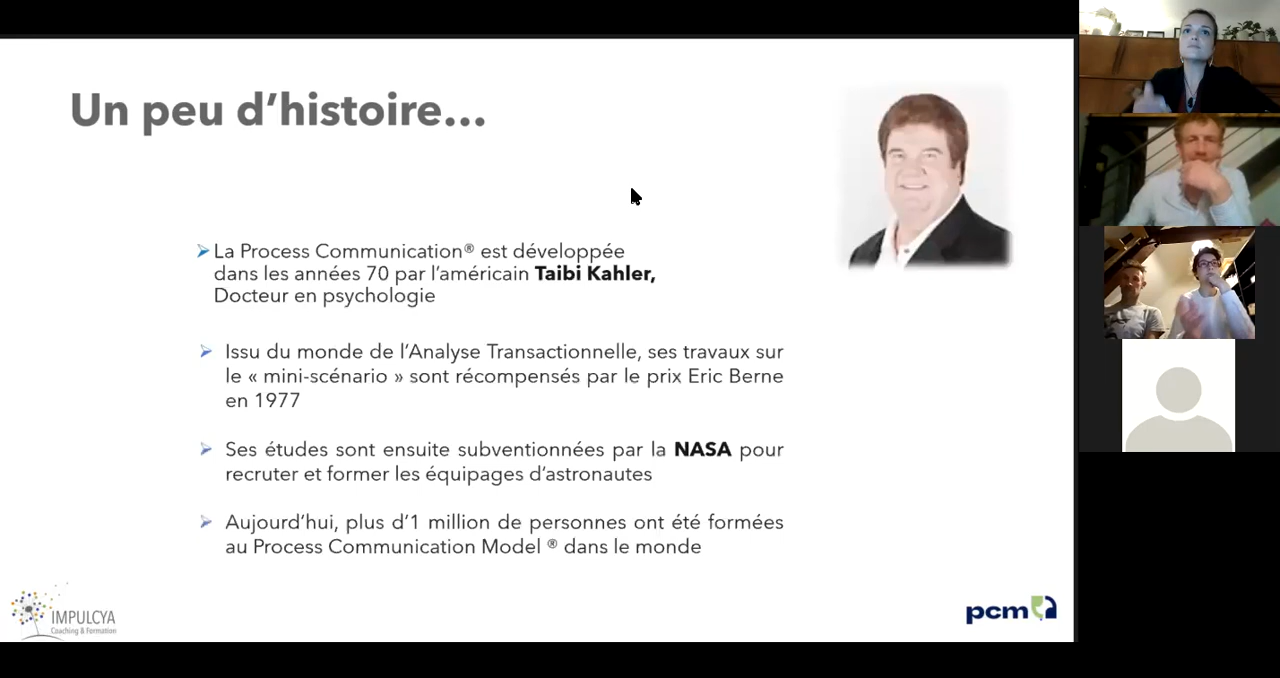 Un peu d’histoire…
La Process Communication® est développée
dans les années 70 par l’américain Taibi Kahler,
Docteur en psychologie
Issu du monde de l’Analyse Transactionnelle, ses travaux sur
le « mini-scénario » sont récompensés par le prix Eric Berne
en 1977
Ses études sont ensuite subventionnées par la NASA pour
recruter et former les équipages d’astronautes
Aujourd’hui, plus d’1 million de personnes ont été formées
au Process Communication Model ® dans le monde
IMPULCYA
Coaching & Formation
pcm